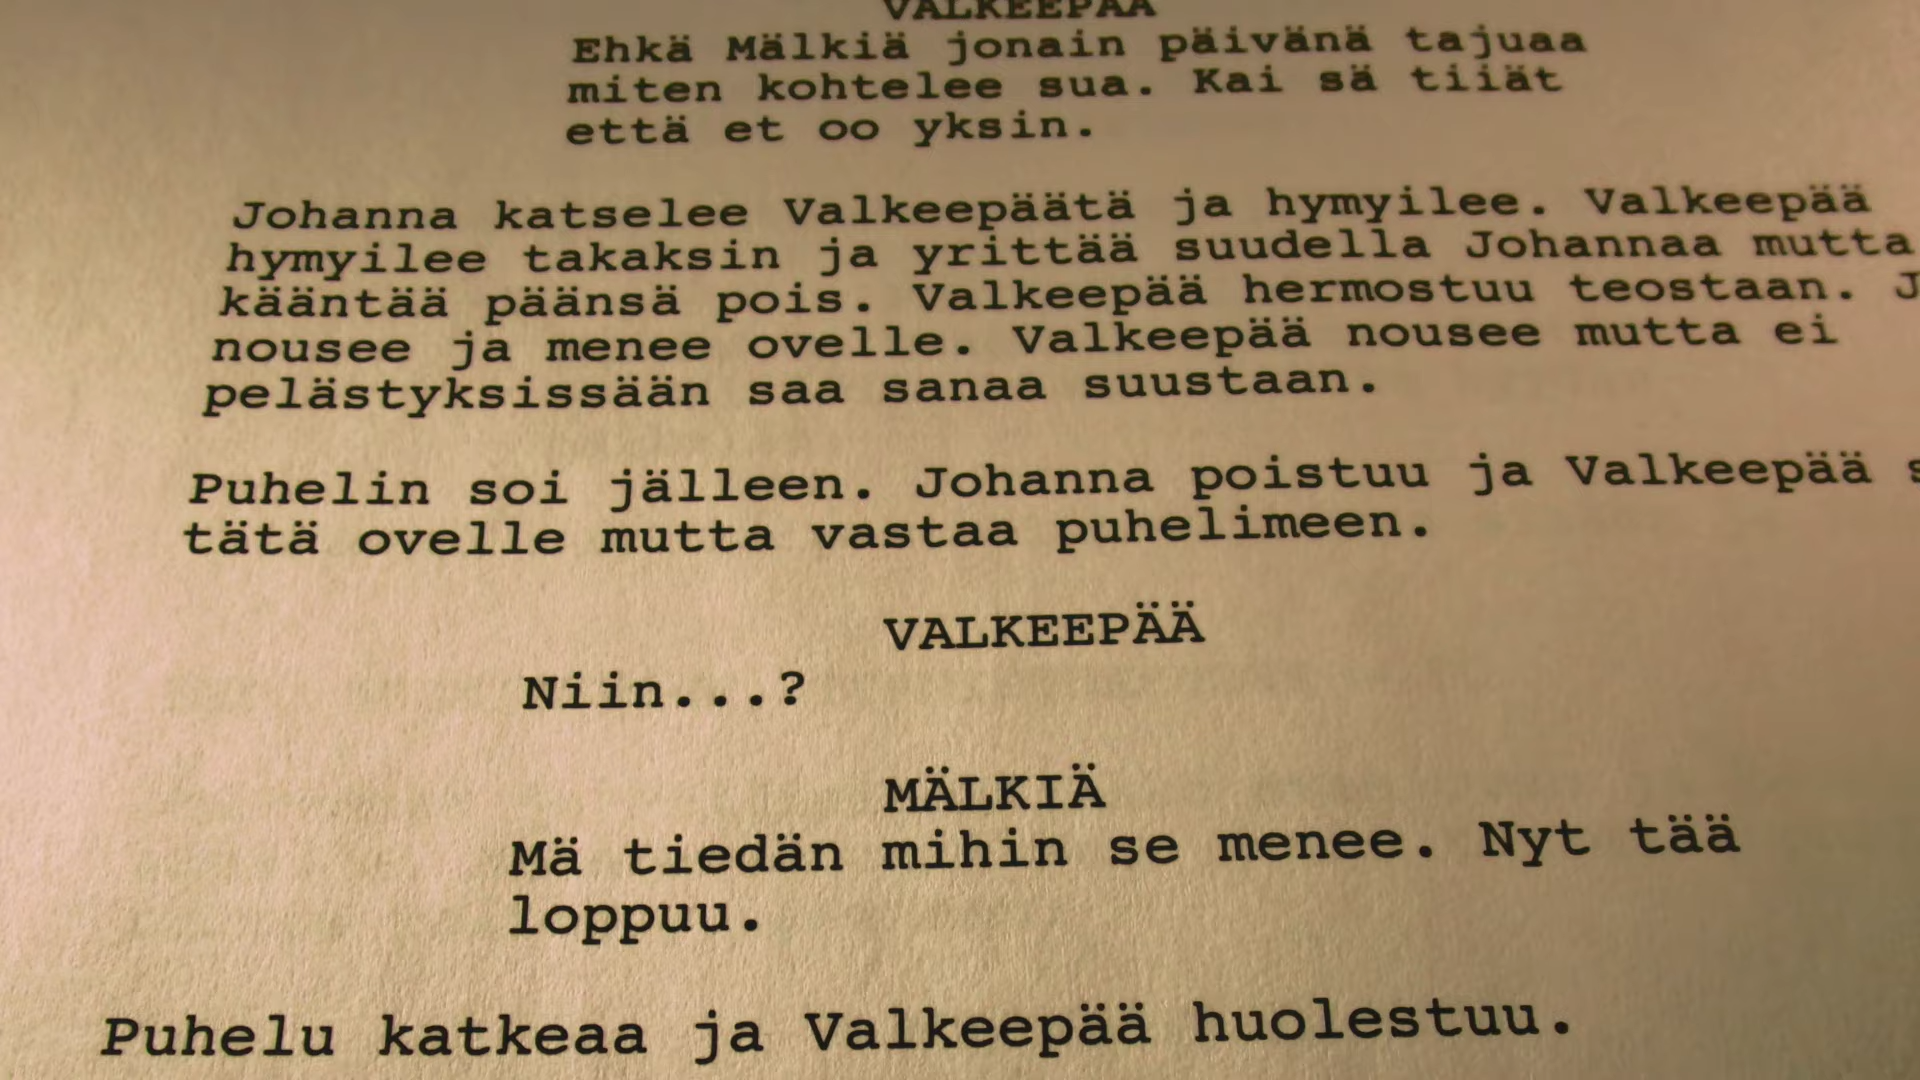 VALKEEPÄÄ
Ehkä Mälkiä jonain päivänä tajuaa
miten kohtelee sua. Kai sä tiiät
että et oo yksin.
Johanna katselee Valkeepäätä ja hymyilee. Valkeepää
hymyilee takaksin ja yrittää suudella Johannaa mutta
kääntää päänsä pois. Valkeepää hermostuu teostaan.
nousee ja menee ovelle. Valkeepää nousee mutta ei
pelästyksissään saa sanaa suustaan.
Puhelin soi jälleen. Johanna poistuu ja Valkeepää
tätä ovelle mutta vastaa puhelimeen.
VALKEEPÄÄ
Niin...?
MÄLKIÄ
Mä tiedän mihin se menee. Nyt tää
loppuu.
Puhelu katkeaa ja Valkeepää huolestuu.